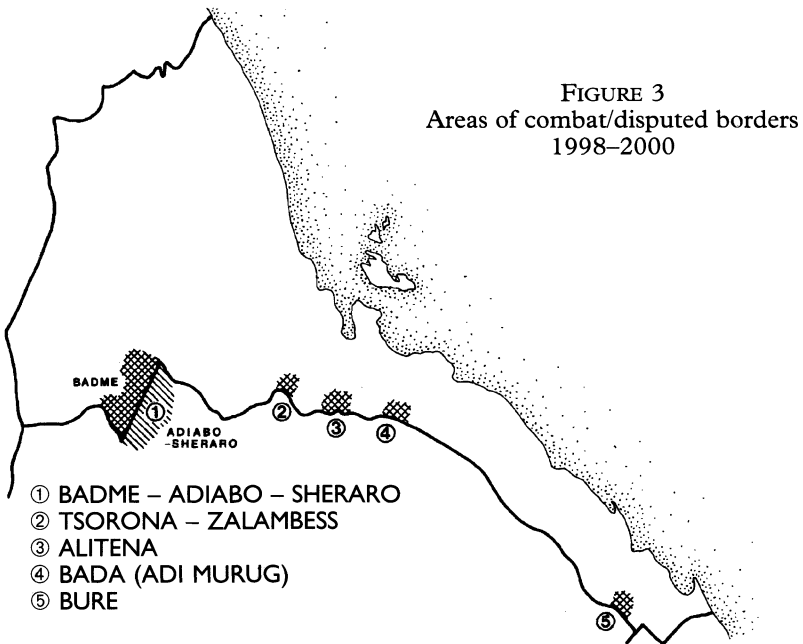 FIGURE 3
Areas of combat/disputed borders
1998–2000
BADME
①
ADIABO
-SHERARO
②
③
④
⑤
① BADME – ADIABO – SHERARO
② TSORONA – ZALAMBESS
③ ALITENA
④ BADA (ADI MURUG)
⑤ BURE